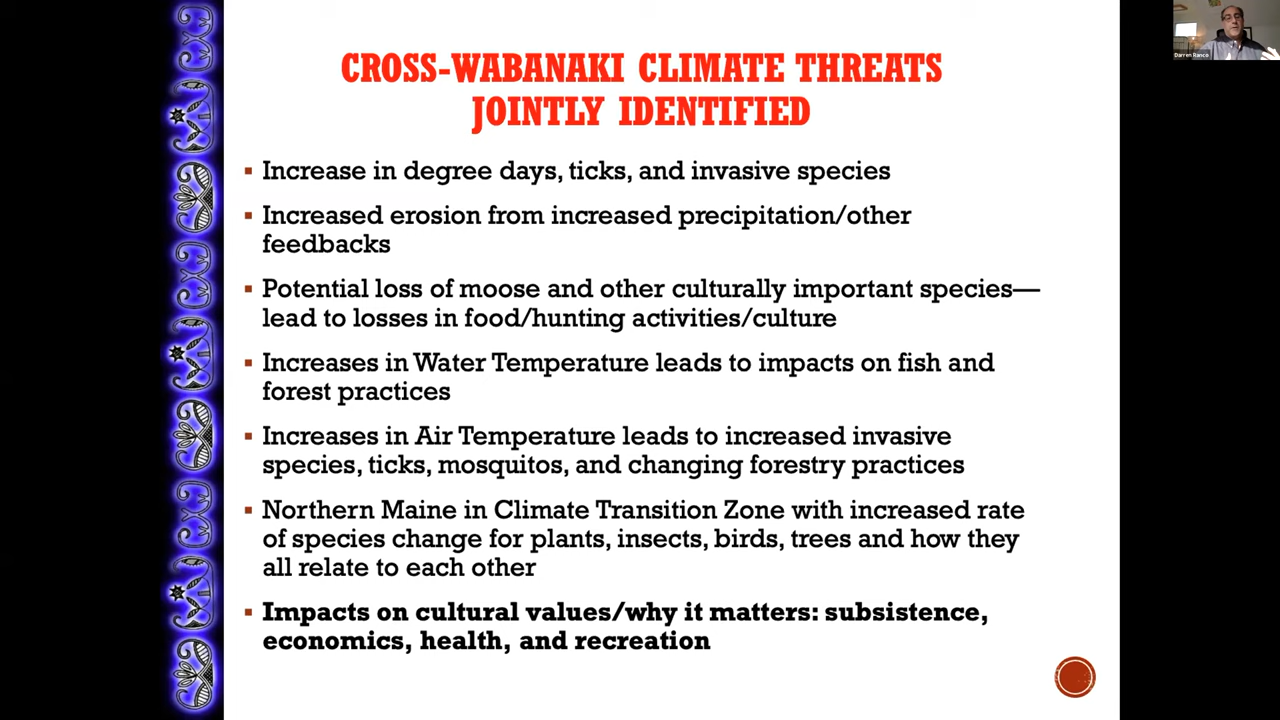 CROSS-WABANAKI CLIMATE THREATS
JOINTLY IDENTIFIED
▪ Increase in degree days, ticks, and invasive species
▪ Increased erosion from increased precipitation/other
feedbacks
▪ Potential loss of moose and other culturally important species—
lead to losses in food/hunting activities/culture
▪ Increases in Water Temperature leads to impacts on fish and
forest practices
▪ Increases in Air Temperature leads to increased invasive
species, ticks, mosquitos, and changing forestry practices
▪ Northern Maine in Climate Transition Zone with increased rate
of species change for plants, insects, birds, trees and how they
all relate to each other
▪ Impacts on cultural values/why it matters: subsistence,
economics, health, and recreation
Darren Ranco